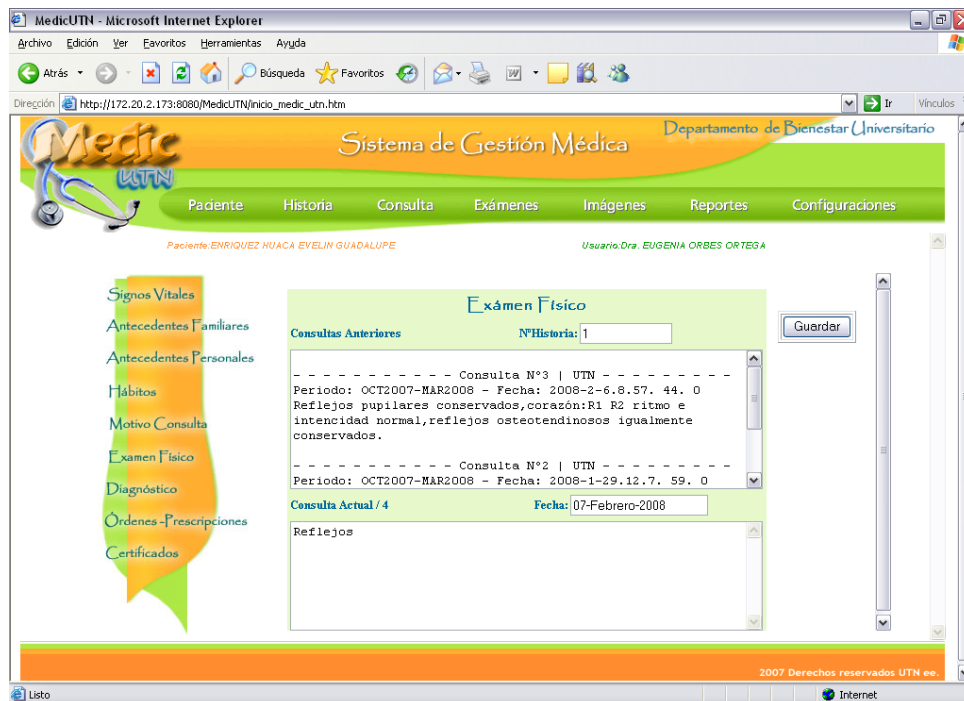 MedicUTN - Microsoft Internet Explorer
Archivo Edición Ver Favoritos Herramientas Ayuda
Atrás Búsqueda Favoritos
Dirección http://172.20.2.173:8080/MedicUTN/inicio_medic_utn.htm Ir Vínculos
Medic UTN
Sistema de Gestión Médica
Departamento de Bienestar Universitario
Paciente Historia Consulta Exámenes Imágenes Reportes Configuraciones
Paciente:ENRIQUEZ HUACA EVELIN GUADALUPE Usuario:Dra. EUGENIA ORBES ORTEGA
Signos Vitales
Antecedentes Familiares
Antecedentes Personales
Hábitos
Motivo Consulta
Examen Físico
Diagnóstico
Órdenes-Prescripciones
Certificados
Exámen Físico
Consultas Anteriores NºHistoria: 1
Guardar
- - - - - - - - - - - Consulta Nº3 | UTN - - - - - - - - -
Periodo: OCT2007-MAR2008 - Fecha: 2008-2-6.8.57. 44. 0
Reflejos pupilares conservados,corazón:R1 R2 ritmo e
intencidad normal,reflejos osteotendinosos igualmente
conservados.
- - - - - - - - - - - Consulta Nº2 | UTN - - - - - - - - -
Periodo: OCT2007-MAR2008 - Fecha: 2008-1-29.12.7. 59. 0
Consulta Actual / 4 Fecha: 07-Febrero-2008
Reflejos
2007 Derechos reservados UTN ee.
Listo Internet